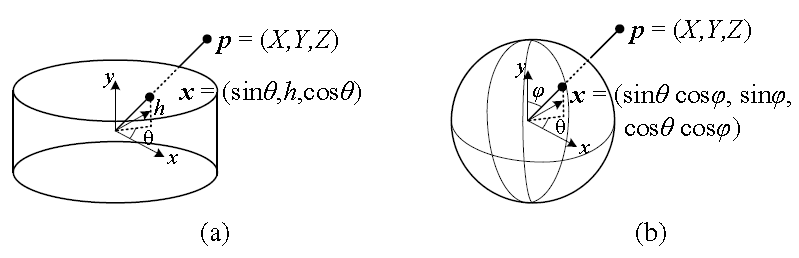 p = (X,Y,Z)
y
x = (sinθ,h,cosθ)
h
θ
x
(a)
p = (X,Y,Z)
y
φ
x = (sinθ cosφ, sinφ,
cosθ cosφ)
θ
x
(b)